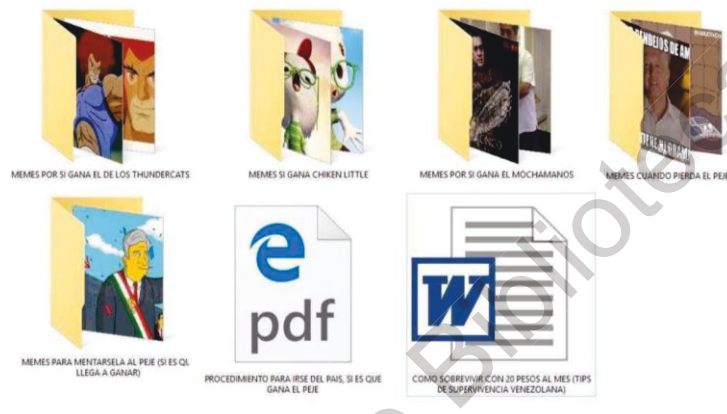 MEMES POR SI GANA EL DE LOS THUNDERCATS
MEMES SI GANA CHIKEN LITTLE
MEMES POR SI GANA EL MOCHAMANOS
MEMES CUANDO PIERDA EL PEJE
MEMES PARA MENTARSELA AL PEJE (SI ES QU
LLEGA A GANAR)
pdf
PROCEDIMIENTO PARA IRSE DEL PAIS, SI ES QUE
GANA EL PEJE
W
COMO SOBREVIVIR CON 20 PESOS AL MES (TIPS
DE SUPERVIVENCIA VENEZOLANA)